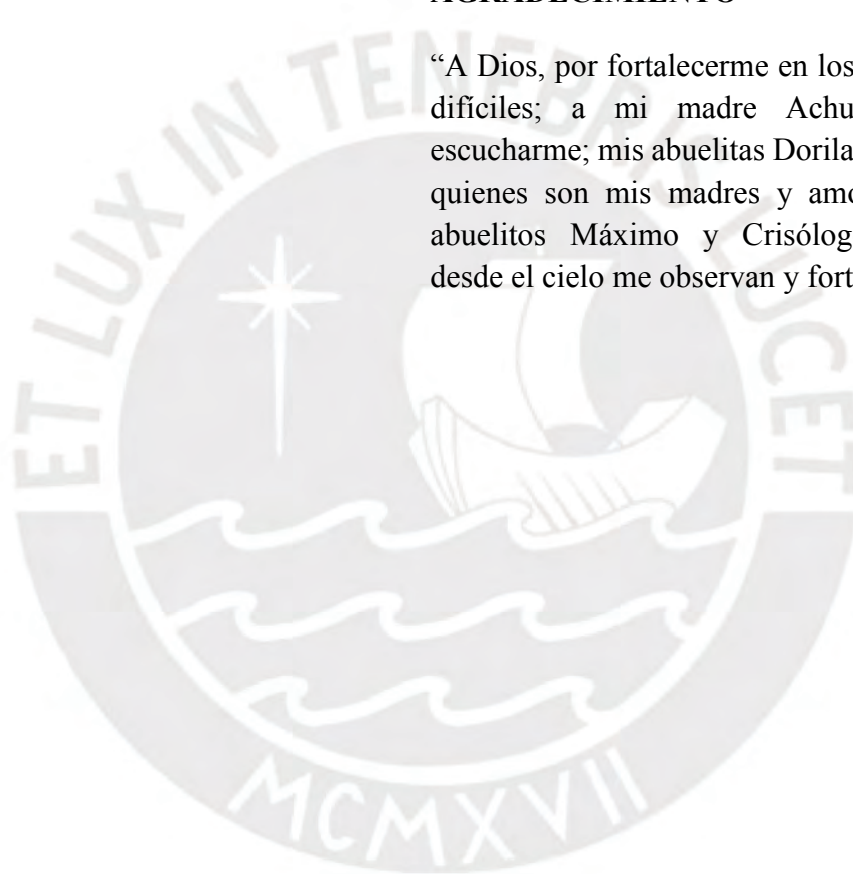 AGRADECIMIENTO
“A Dios, por fortalecerme en los
difíciles; a mi madre Achu
escucharme; mis abuelitas Dorila
quienes son mis madres y amo
abuelitos Máximo y Crisólog
desde el cielo me observan y fort
ET LUX IN TENEBRIS LUCET
MCMXVII